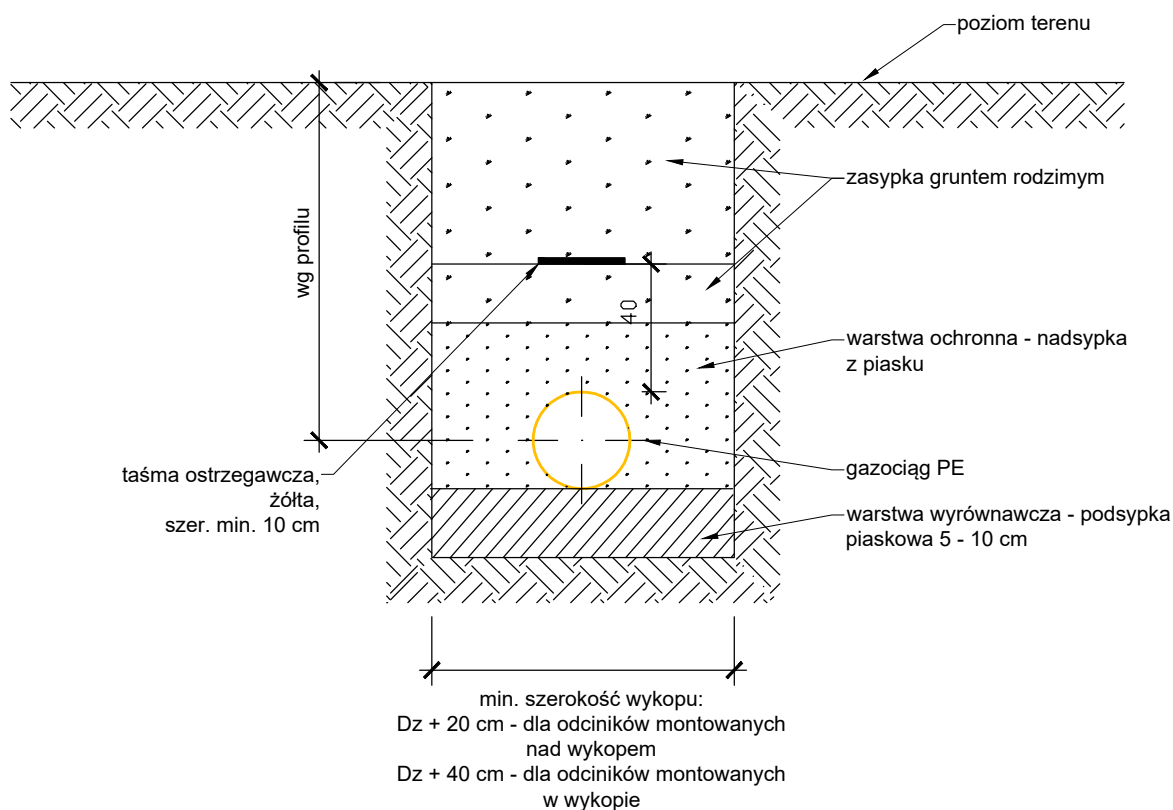 poziom terenu
zasypka gruntem rodzimym
wg profilu
40
warstwa ochronna - nadsypka
z piasku
gazociąg PE
taśma ostrzegawcza,
żółta,
szer. min. 10 cm
warstwa wyrównawcza - podsypka
piaskowa 5 - 10 cm
min. szerokość wykopu:
Dz + 20 cm - dla odciników montowanych
nad wykopem
Dz + 40 cm - dla odciników montowanych
w wykopie